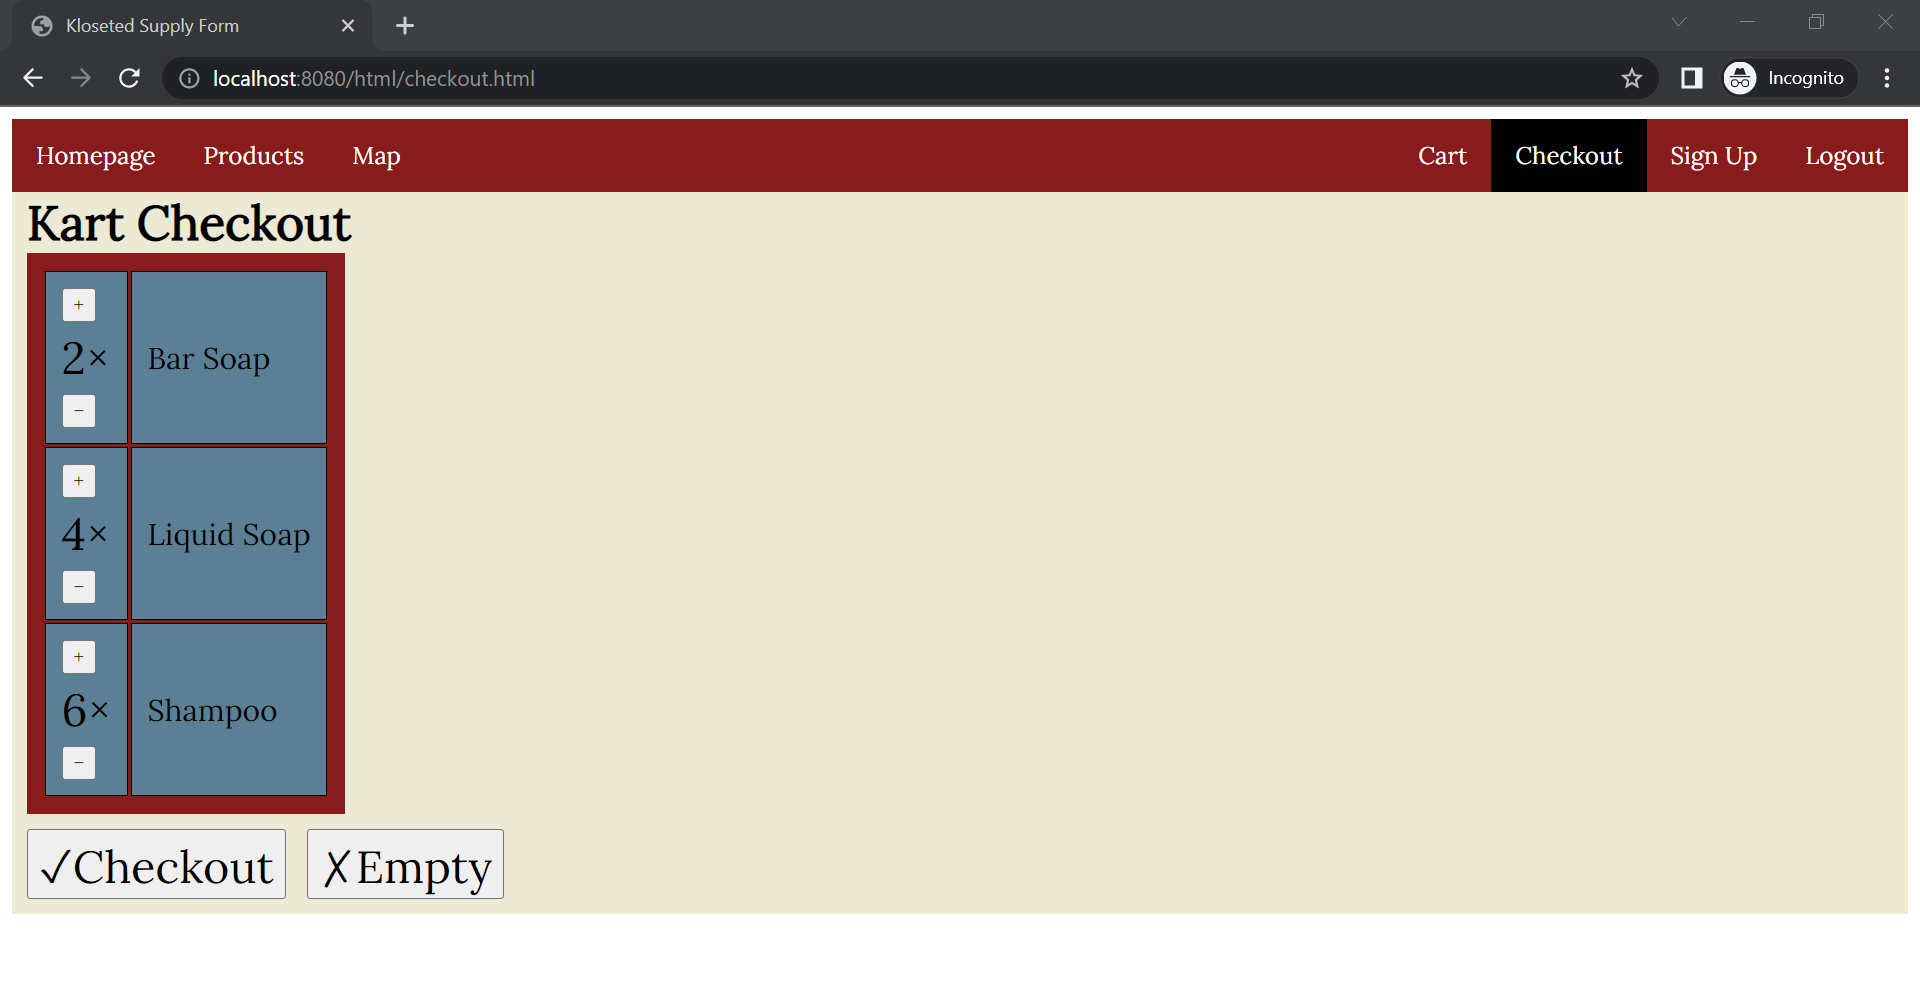 Kloseted Supply Form
localhost:8080/html/checkout.html
Incognito
Homepage Products Map Cart Checkout Sign Up Logout
Kart Checkout
+
2×
−
Bar Soap
+
4×
−
Liquid Soap
+
6×
−
Shampoo
✓Checkout ✗Empty